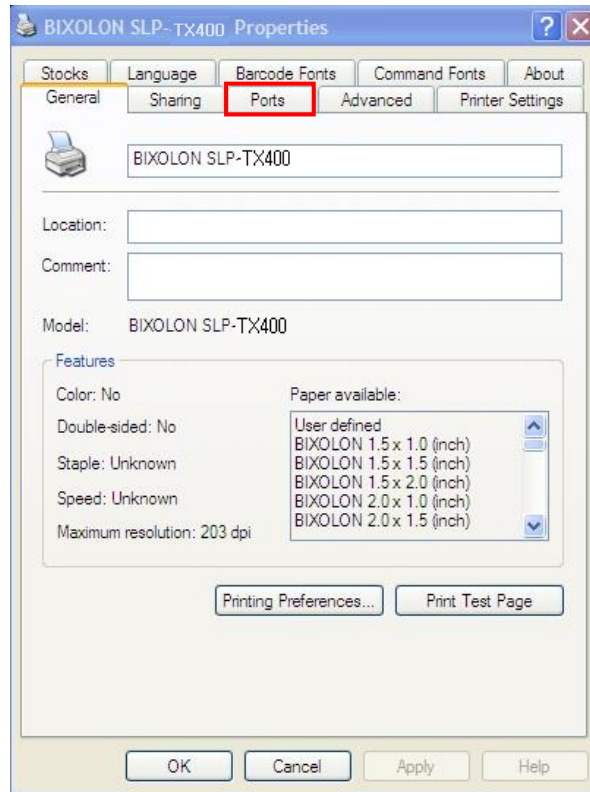 BIXOLON SLP-TX400 Properties ? X
Stocks Language Barcode Fonts Command Fonts About
General Sharing Ports Advanced Printer Settings
BIXOLON SLP-TX400
Location:
Comment:
Model: BIXOLON SLP-TX400
Features
Color: No
Double-sided: No
Staple: Unknown
Speed: Unknown
Maximum resolution: 203 dpi
Paper available:
User defined
BIXOLON 1.5 x 1.0 (inch)
BIXOLON 1.5 x 1.5 (inch)
BIXOLON 1.5 x 2.0 (inch)
BIXOLON 2.0 x 1.0 (inch)
BIXOLON 2.0 x 1.5 (inch)
Printing Preferences... Print Test Page
OK Cancel Apply Help